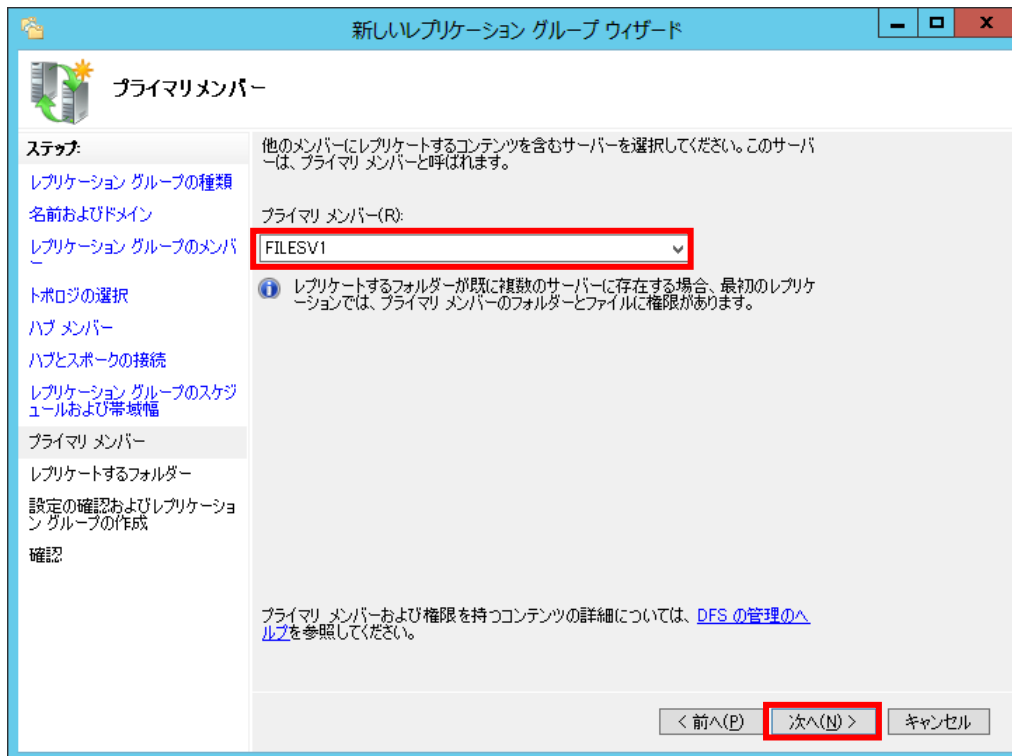 新しいレプリケーション グループ ウィザード
プライマリ メンバー
ステップ:
レプリケーション グループの種類
名前およびドメイン
レプリケーション グループのメンバ
ー
トポロジの選択
ハブ メンバー
ハブとスポークの接続
レプリケーション グループのスケジ
ュールおよび帯域幅
プライマリ メンバー
レプリケートするフォルダー
設定の確認およびレプリケーショ
ン グループの作成
確認
他のメンバーにレプリケートするコンテンツを含むサーバーを選択してください。このサーバ
ーは、プライマリ メンバーと呼ばれます。
プライマリ メンバー(R):
FILESV1
レプリケートするフォルダーが既に複数のサーバーに存在する場合、最初のレプリケ
ーションでは、プライマリ メンバーのフォルダーとファイルに権限があります。
プライマリ メンバーおよび権限を持つコンテンツの詳細については、DFS の管理のヘ
ルプを参照してください。
< 前へ(P)
次へ(N) >
キャンセル